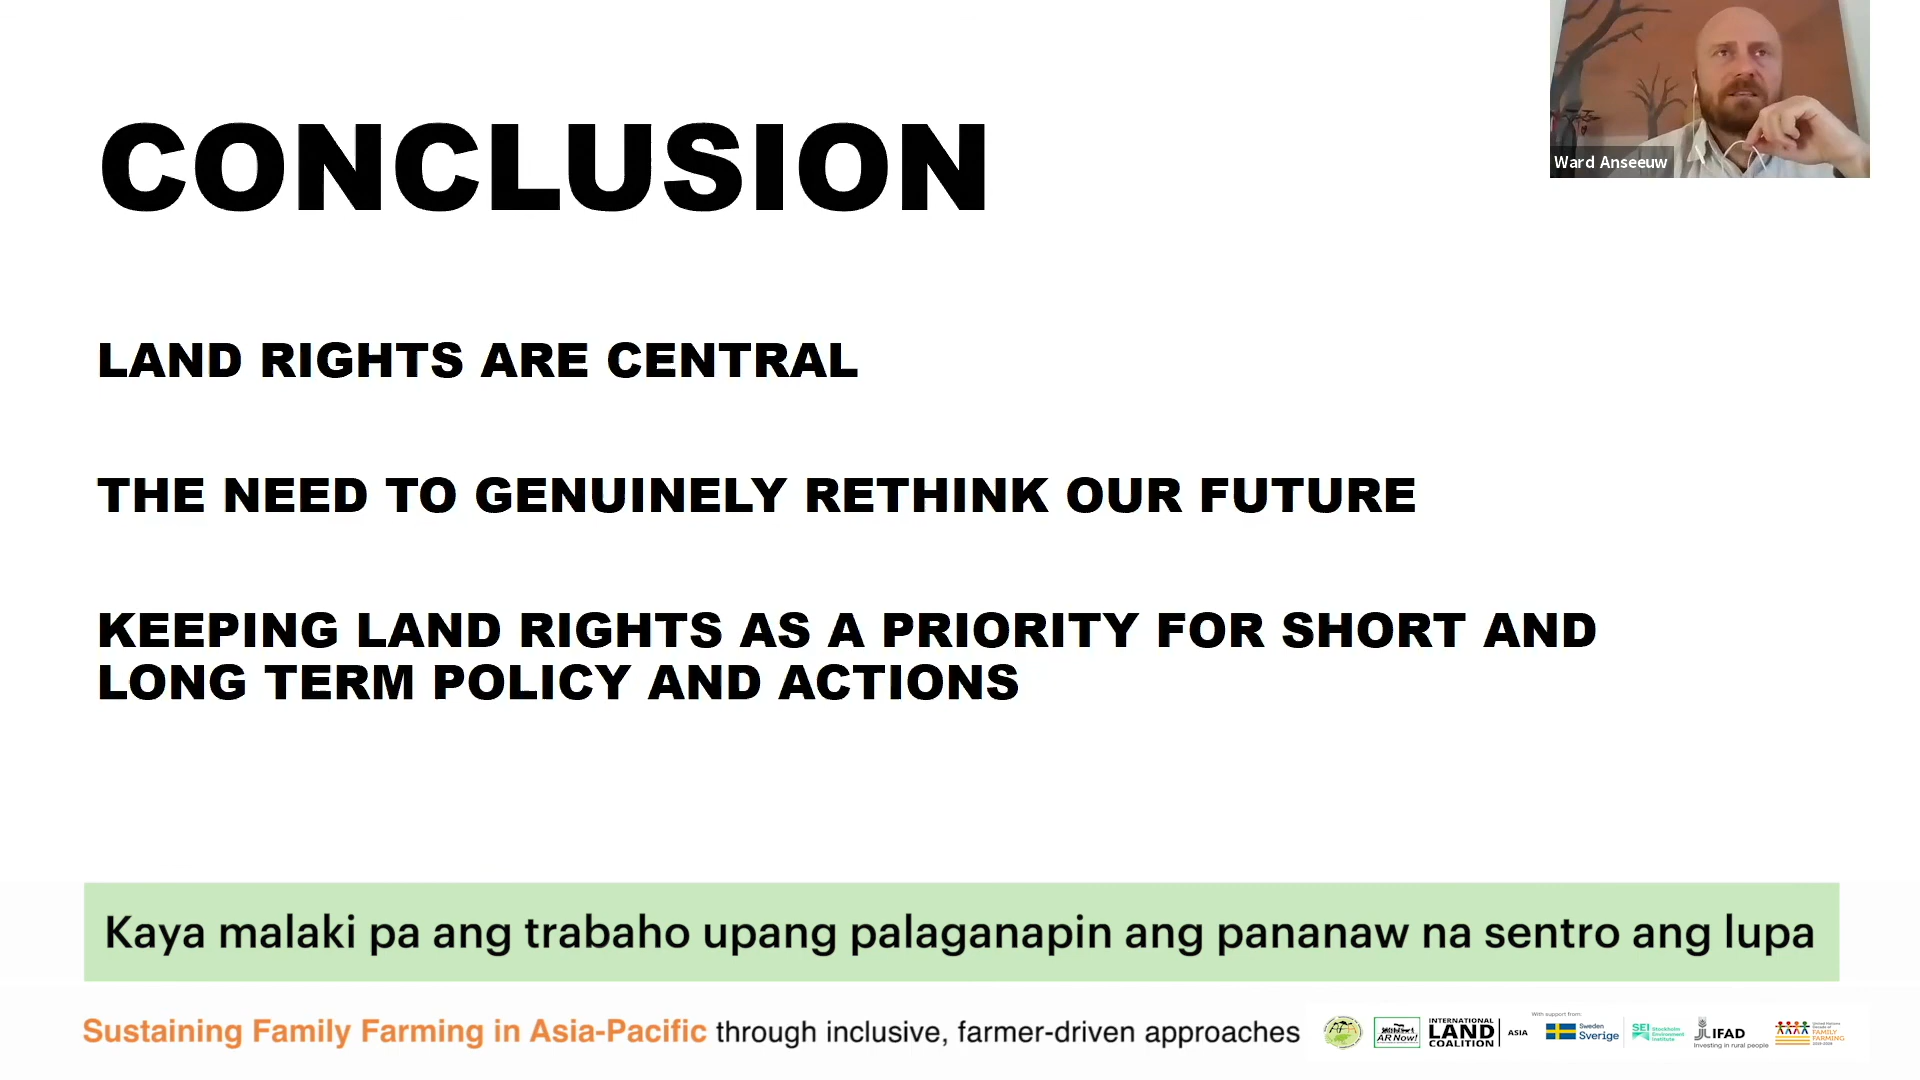 Ward Anseeuw
CONCLUSION
LAND RIGHTS ARE CENTRAL
THE NEED TO GENUINELY RETHINK OUR FUTURE
KEEPING LAND RIGHTS AS A PRIORITY FOR SHORT AND
LONG TERM POLICY AND ACTIONS
Kaya malaki pa ang trabaho upang palaganapin ang pananaw na sentro ang lupa
Sustaining Family Farming in Asia-Pacific through inclusive, farmer-driven approaches
AFA
AR Now!
INTERNATIONAL
LAND
COALITION
ASIA
With support from:
Sweden
Sverige
SEI
Stockholm
Environment
Institute
IFAD
Investing in rural people
United Nations
Decade of
FAMILY
FARMING
2019-2028